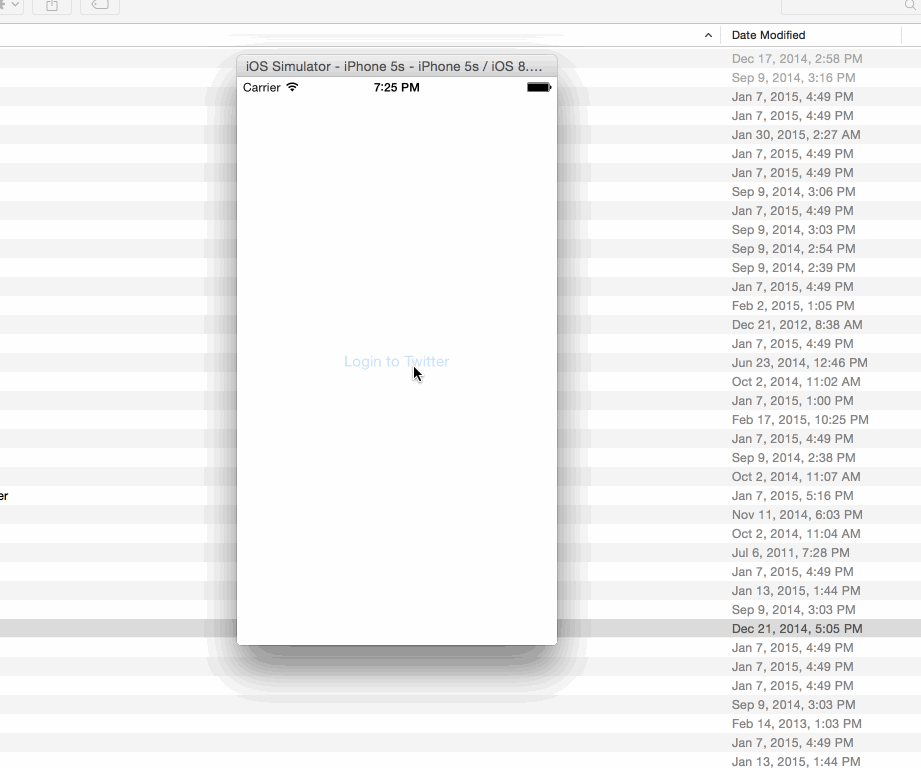 Date Modified
iOS Simulator - iPhone 5s - iPhone 5s / iOS 8....
Carrier 7:25 PM
Login to Twitter
er
Dec 17, 2014, 2:58 PM
Sep 9, 2014, 3:16 PM
Jan 7, 2015, 4:49 PM
Jan 7, 2015, 4:49 PM
Jan 30, 2015, 2:27 AM
Jan 7, 2015, 4:49 PM
Jan 7, 2015, 4:49 PM
Sep 9, 2014, 3:06 PM
Jan 7, 2015, 4:49 PM
Sep 9, 2014, 3:03 PM
Sep 9, 2014, 2:54 PM
Sep 9, 2014, 2:39 PM
Jan 7, 2015, 4:49 PM
Feb 2, 2015, 1:05 PM
Dec 21, 2012, 8:38 AM
Jan 7, 2015, 4:49 PM
Jun 23, 2014, 12:46 PM
Oct 2, 2014, 11:02 AM
Jan 7, 2015, 1:00 PM
Feb 17, 2015, 10:25 PM
Jan 7, 2015, 4:49 PM
Sep 9, 2014, 2:38 PM
Oct 2, 2014, 11:07 AM
Jan 7, 2015, 5:16 PM
Nov 11, 2014, 6:03 PM
Oct 2, 2014, 11:04 AM
Jul 6, 2011, 7:28 PM
Jan 7, 2015, 4:49 PM
Jan 13, 2015, 1:44 PM
Sep 9, 2014, 3:03 PM
Dec 21, 2014, 5:05 PM
Jan 7, 2015, 4:49 PM
Jan 7, 2015, 4:49 PM
Jan 7, 2015, 4:49 PM
Sep 9, 2014, 3:03 PM
Feb 14, 2013, 1:03 PM
Jan 7, 2015, 4:49 PM
Jan 13, 2015, 1:44 PM